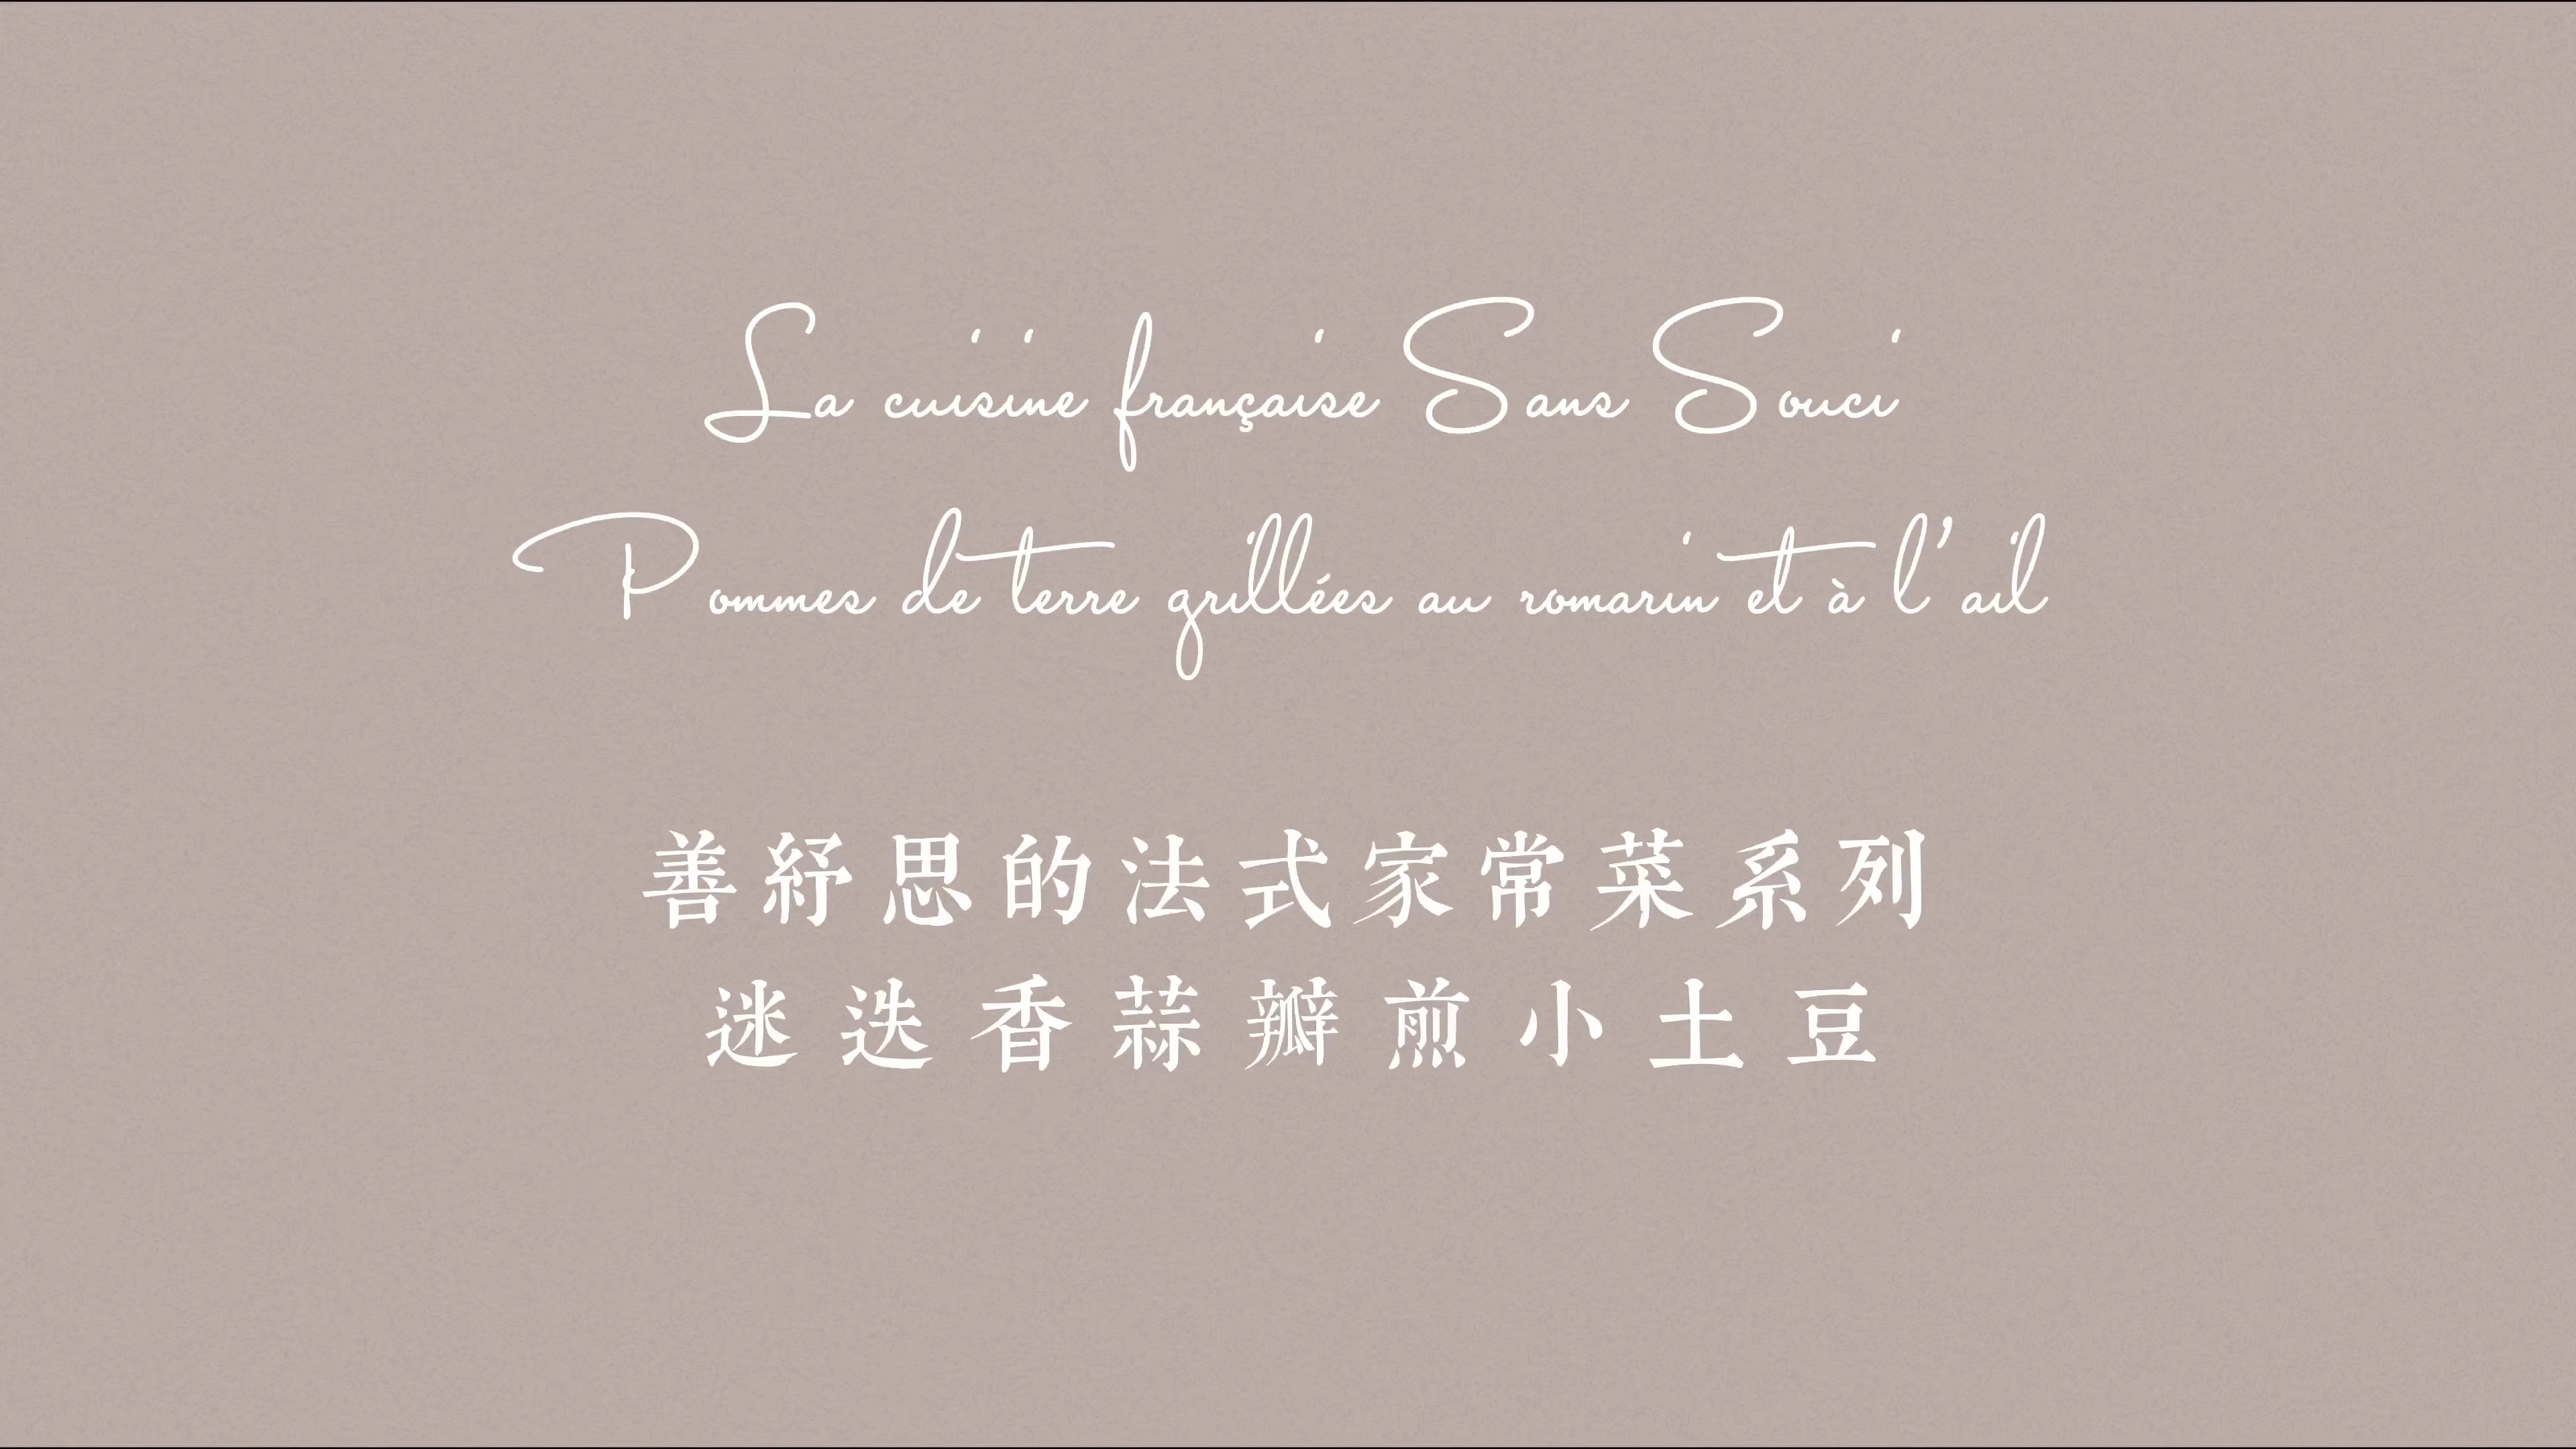 La cuisine française Sans Souci
Pommes de terre grillées au romarin et à l'ail
善紓思的法式家常菜系列
迷迭香蒜瓣煎小土豆